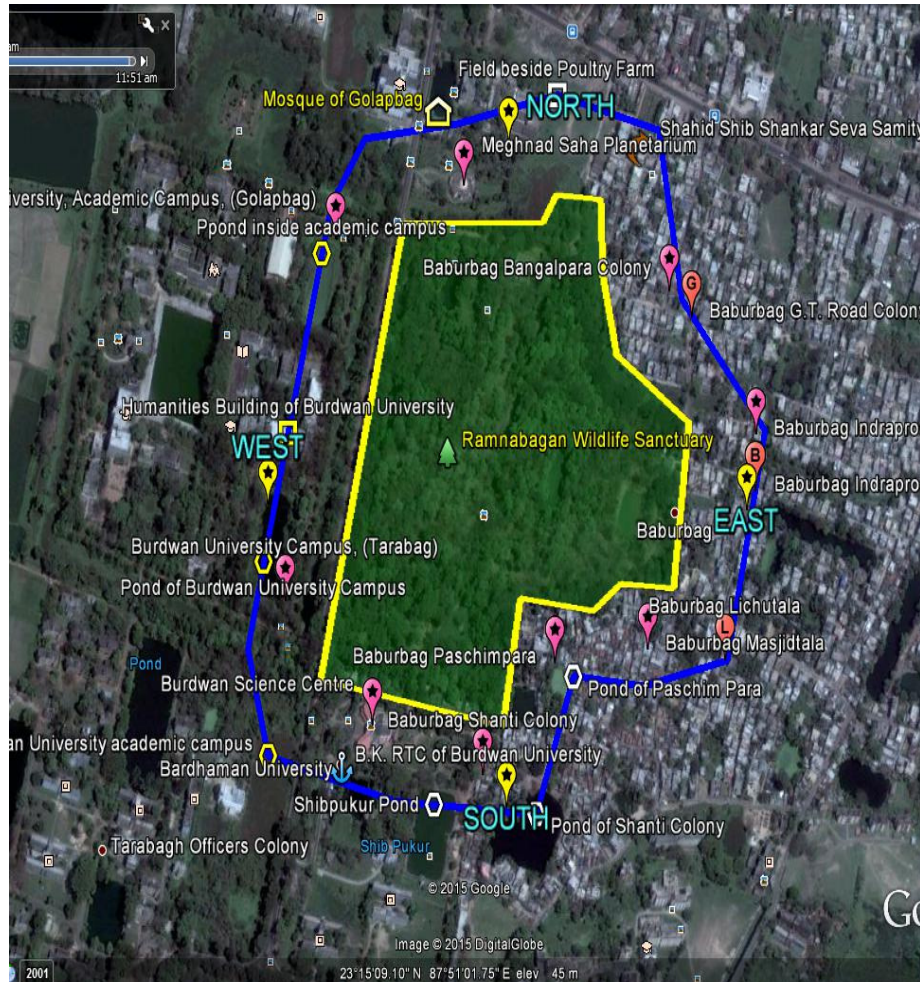 am
11:51 am
Field beside Poultry Farm
Mosque of Golapbag
NORTH
Shahid Shib Shankar Seva Samity
Meghnad Saha Planetarium
iversity, Academic Campus, (Golapbag)
Ppond inside academic campus
Baburbag Bangalpara Colony
G
Baburbag G.T. Road Colony
Humanities Building of Burdwan University
Baburbag Indrapro
WEST
Ramnabagan Wildlife Sanctuary
B
Baburbag Indrapro
Baburbag
EAST
Burdwan University Campus, (Tarabag)
Pond of Burdwan University Campus
Baburbag Lichutala
L
Baburbag Masjidtala
Baburbag Paschimpara
Pond
Burdwan Science Centre
Pond of Paschim Para
Baburbag Shanti Colony
an University academic campus
B.K. RTC of Burdwan University
Bardhaman University
Shibpukur Pond
SOUTH
Pond of Shanti Colony
Tarabagh Officers Colony
Shib Pukur
© 2015 Google
Go
Image © 2015 DigitalGlobe
2001
23°15'09.10" N 87°51'01.75" E elev 45 m